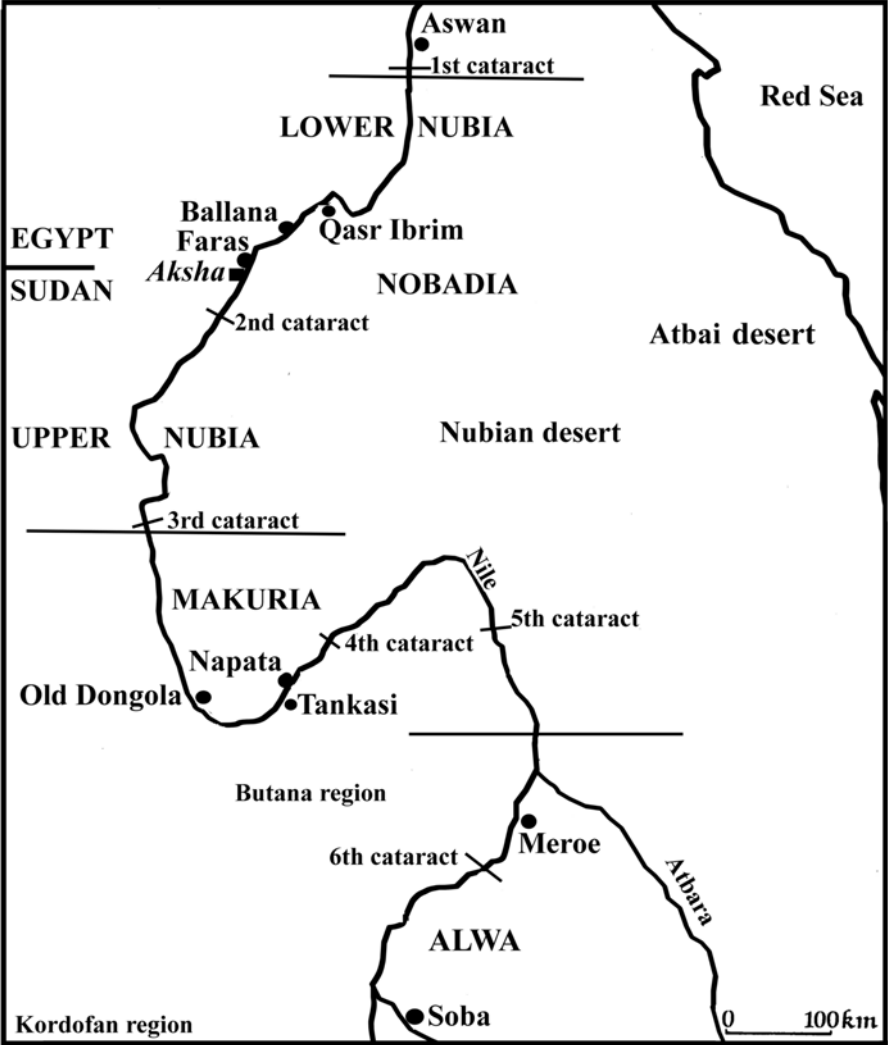 Aswan
1st cataract
Red Sea
LOWER NUBIA
Ballana
Qasr Ibrim
EGYPT
Faras
Aksha
SUDAN
NOBADIA
2nd cataract
Atbai desert
UPPER NUBIA
Nubian desert
3rd cataract
Nile
MAKURIA
5th cataract
4th cataract
Napata
Old Dongola
Tankasi
Butana region
Meroe
6th cataract
Atbara
ALWA
Soba
Kordofan region
0 100km